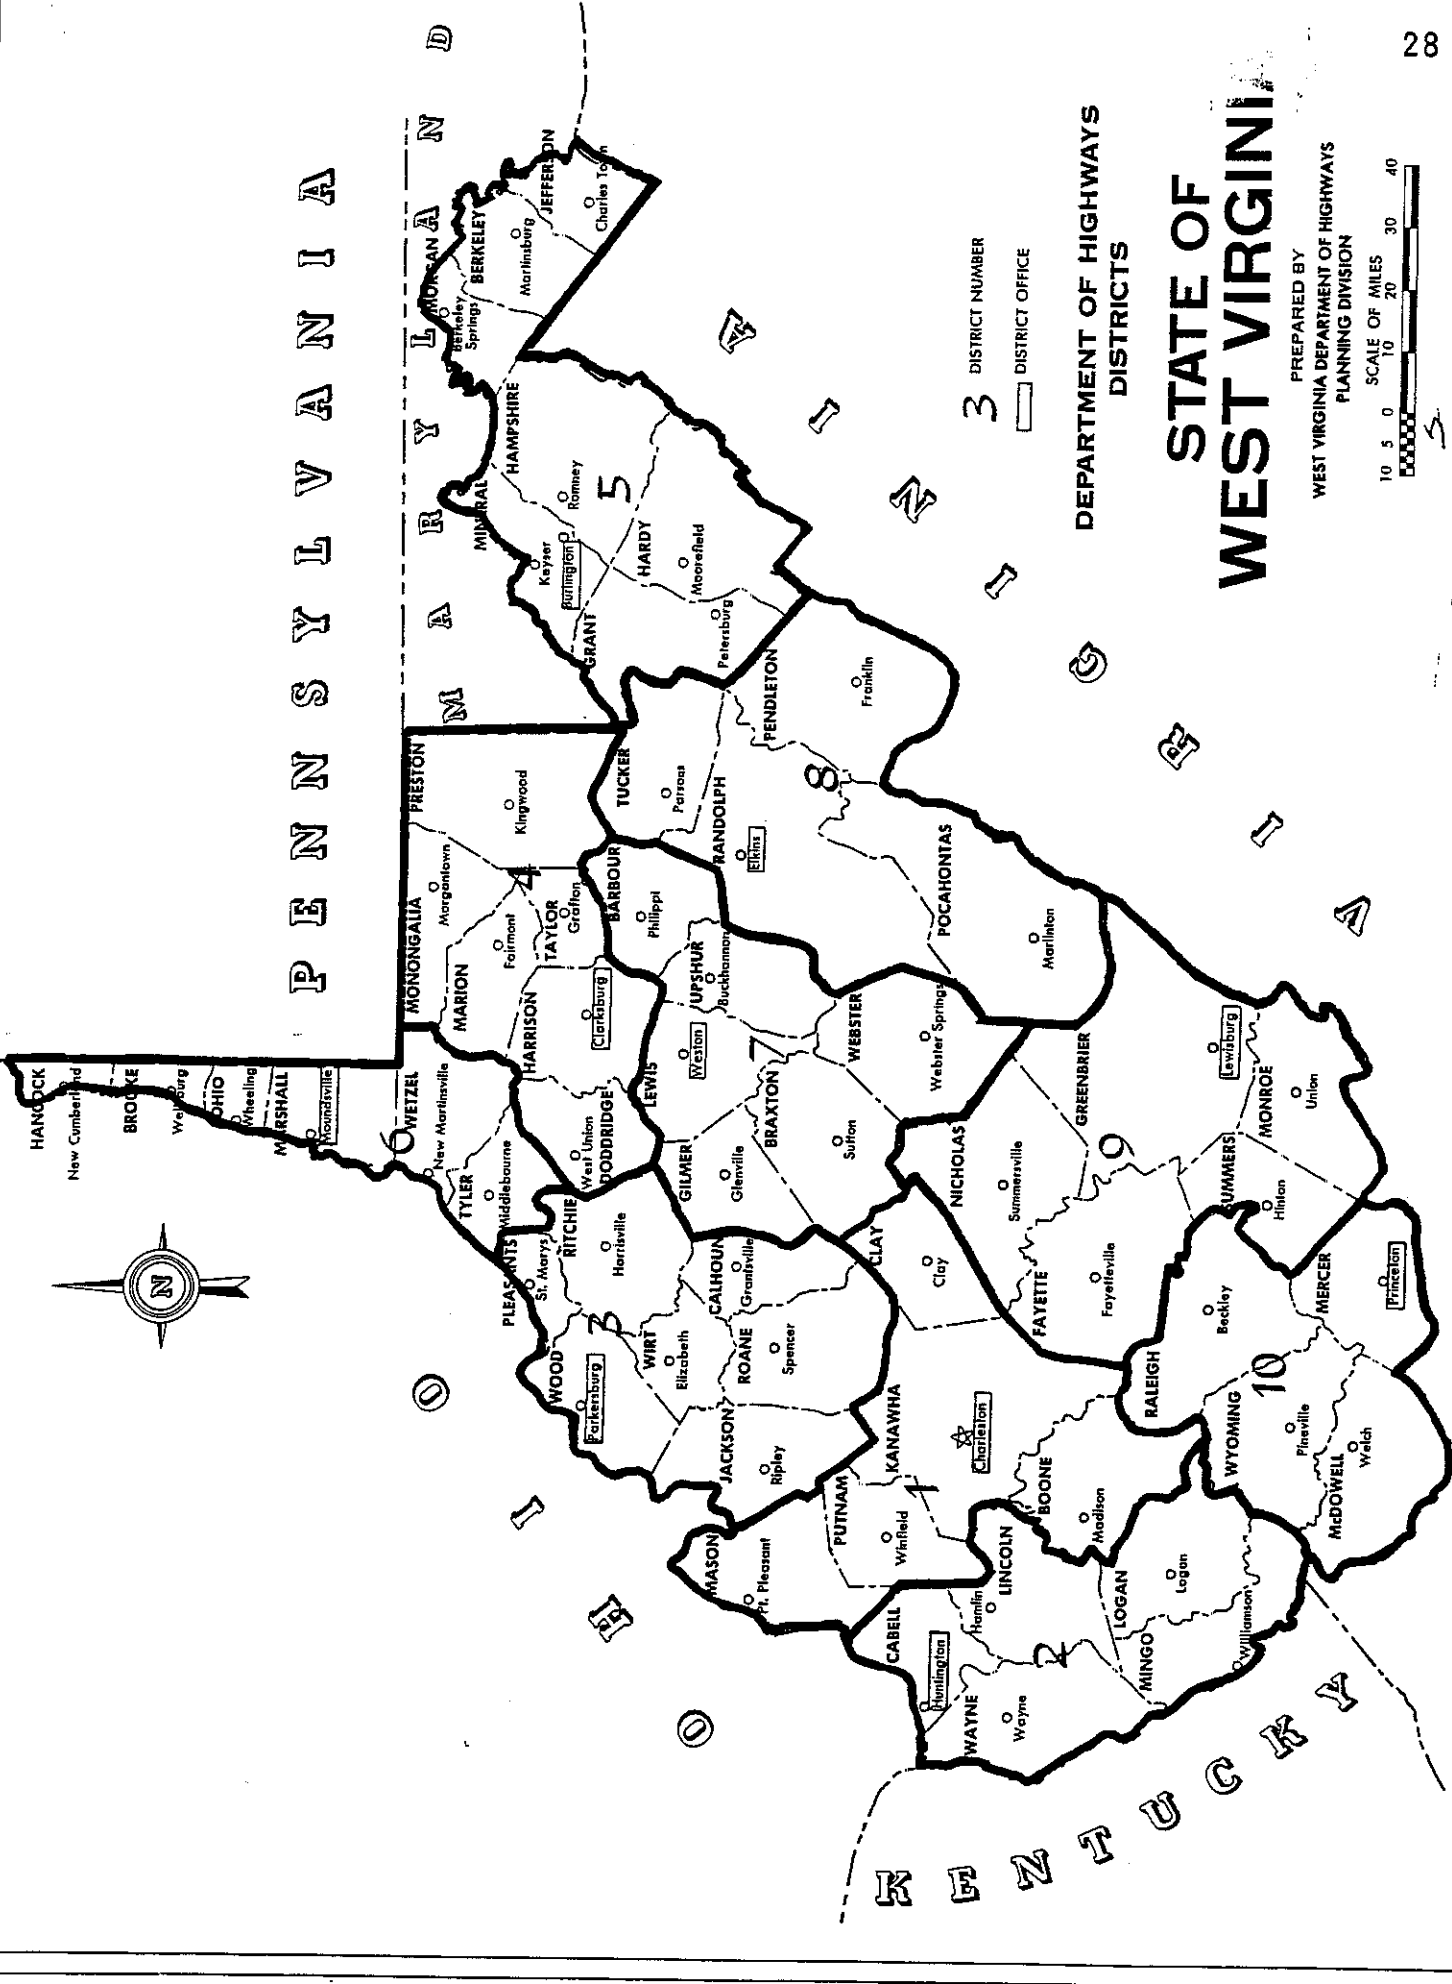 28
PENNSYLVANIA
MARYLAND
OHIO
KENTUCKY
VIRGINIA
N
HANCOCK
New Cumberland
BROOKE
Wellsburg
OHIO
Wheeling
MARSHALL
Moundsville
6
WETZEL
New Martinsville
TYLER
Middlebourne
PLEASANTS
St. Marys
RITCHIE
Harrisville
WOOD
Parkersburg
3
WIRT
Elizabeth
CALHOUN
Grantsville
ROANE
Spencer
JACKSON
Ripley
DODDRIDGE
West Union
HARRISON
Clarksburg
MARION
Fairmont
MONONGALIA
Morgantown
4
TAYLOR
Grafton
PRESTON
Kingwood
BARBOUR
Philippi
LEWIS
Weston
UPSHUR
Buckhannon
7
GILMER
Glenville
BRAXTON
Sutton
WEBSTER
Webster Springs
TUCKER
Parsons
RANDOLPH
Elkins
8
PENDLETON
Franklin
POCAHONTAS
Marlinton
GRANT
Petersburg
HARDY
Moorefield
5
MINERAL
Keyser
Burlington
HAMPSHIRE
Romney
MORGAN
Berkeley
Springs
BERKELEY
Martinsburg
JEFFERSON
Charles Town
MASON
Pt. Pleasant
PUTNAM
Winfield
1
KANAWHA
Charleston
CLAY
Clay
BOONE
Madison
CABELL
Huntington
WAYNE
Wayne
LINCOLN
Hamlin
2
LOGAN
Logan
MINGO
Williamson
NICHOLAS
Summersville
GREENBRIER
Lewisburg
9
FAYETTE
Fayetteville
SUMMERS
Hinton
MONROE
Union
RALEIGH
Beckley
10
WYOMING
Pineville
McDOWELL
Welch
MERCER
Princeton
3 DISTRICT NUMBER
DISTRICT OFFICE
DEPARTMENT OF HIGHWAYS
DISTRICTS
STATE OF
WEST VIRGINIA
PREPARED BY
WEST VIRGINIA DEPARTMENT OF HIGHWAYS
PLANNING DIVISION
SCALE OF MILES
10 5 0 10 20 30 40
5